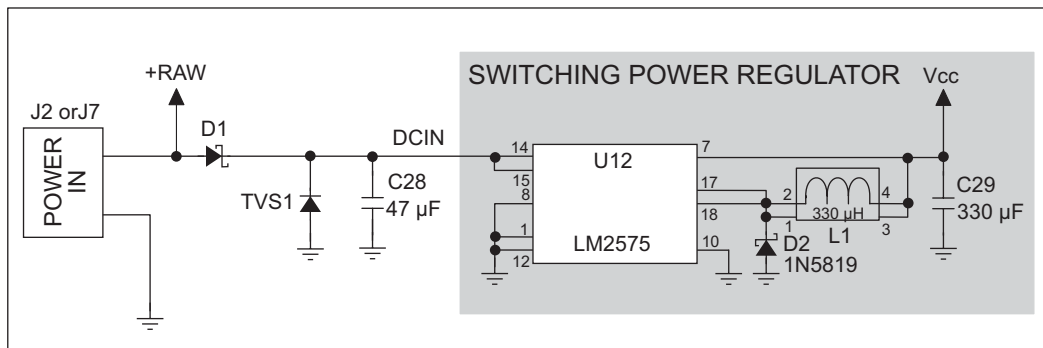 SWITCHING POWER REGULATOR
+RAW
Vcc
J2 orJ7
D1
POWER
IN
DCIN
14
15
8
1
12
U12
LM2575
7
17
18
10
TVS1
C28
47 µF
2
4
330 µH
1
3
L1
D2
1N5819
C29
330 µF